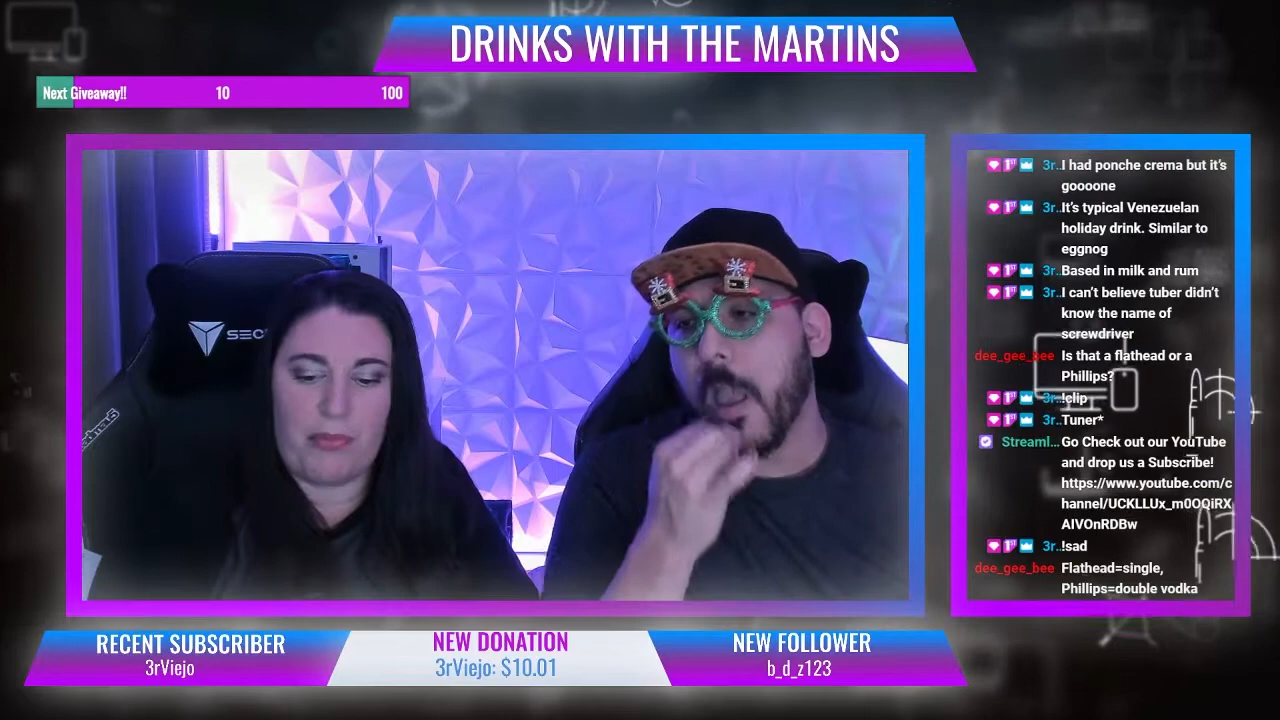 DRINKS WITH THE MARTINS
Next Giveaway!! 10 100
SEC
3r..I had ponche crema but it's
goooone
3r..It's typical Venezuelan
holiday drink. Similar to
eggnog
3r..Based in milk and rum
3r..I can't believe tuber didn't
know the name of
screwdriver
dee_gee_bee Is that a flathead or a
Phillips?
3r..!clip
3r..Tuner*
Streaml... Go Check out our YouTube
and drop us a Subscribe!
https://www.youtube.com/c
hannel/UCKLLUx_m0OQiRX
AIVOnRDBw
3r..!sad
dee_gee_bee Flathead=single,
Phillips=double vodka
RECENT SUBSCRIBER
3rViejo
NEW DONATION
3rViejo: $10.01
NEW FOLLOWER
b_d_z123